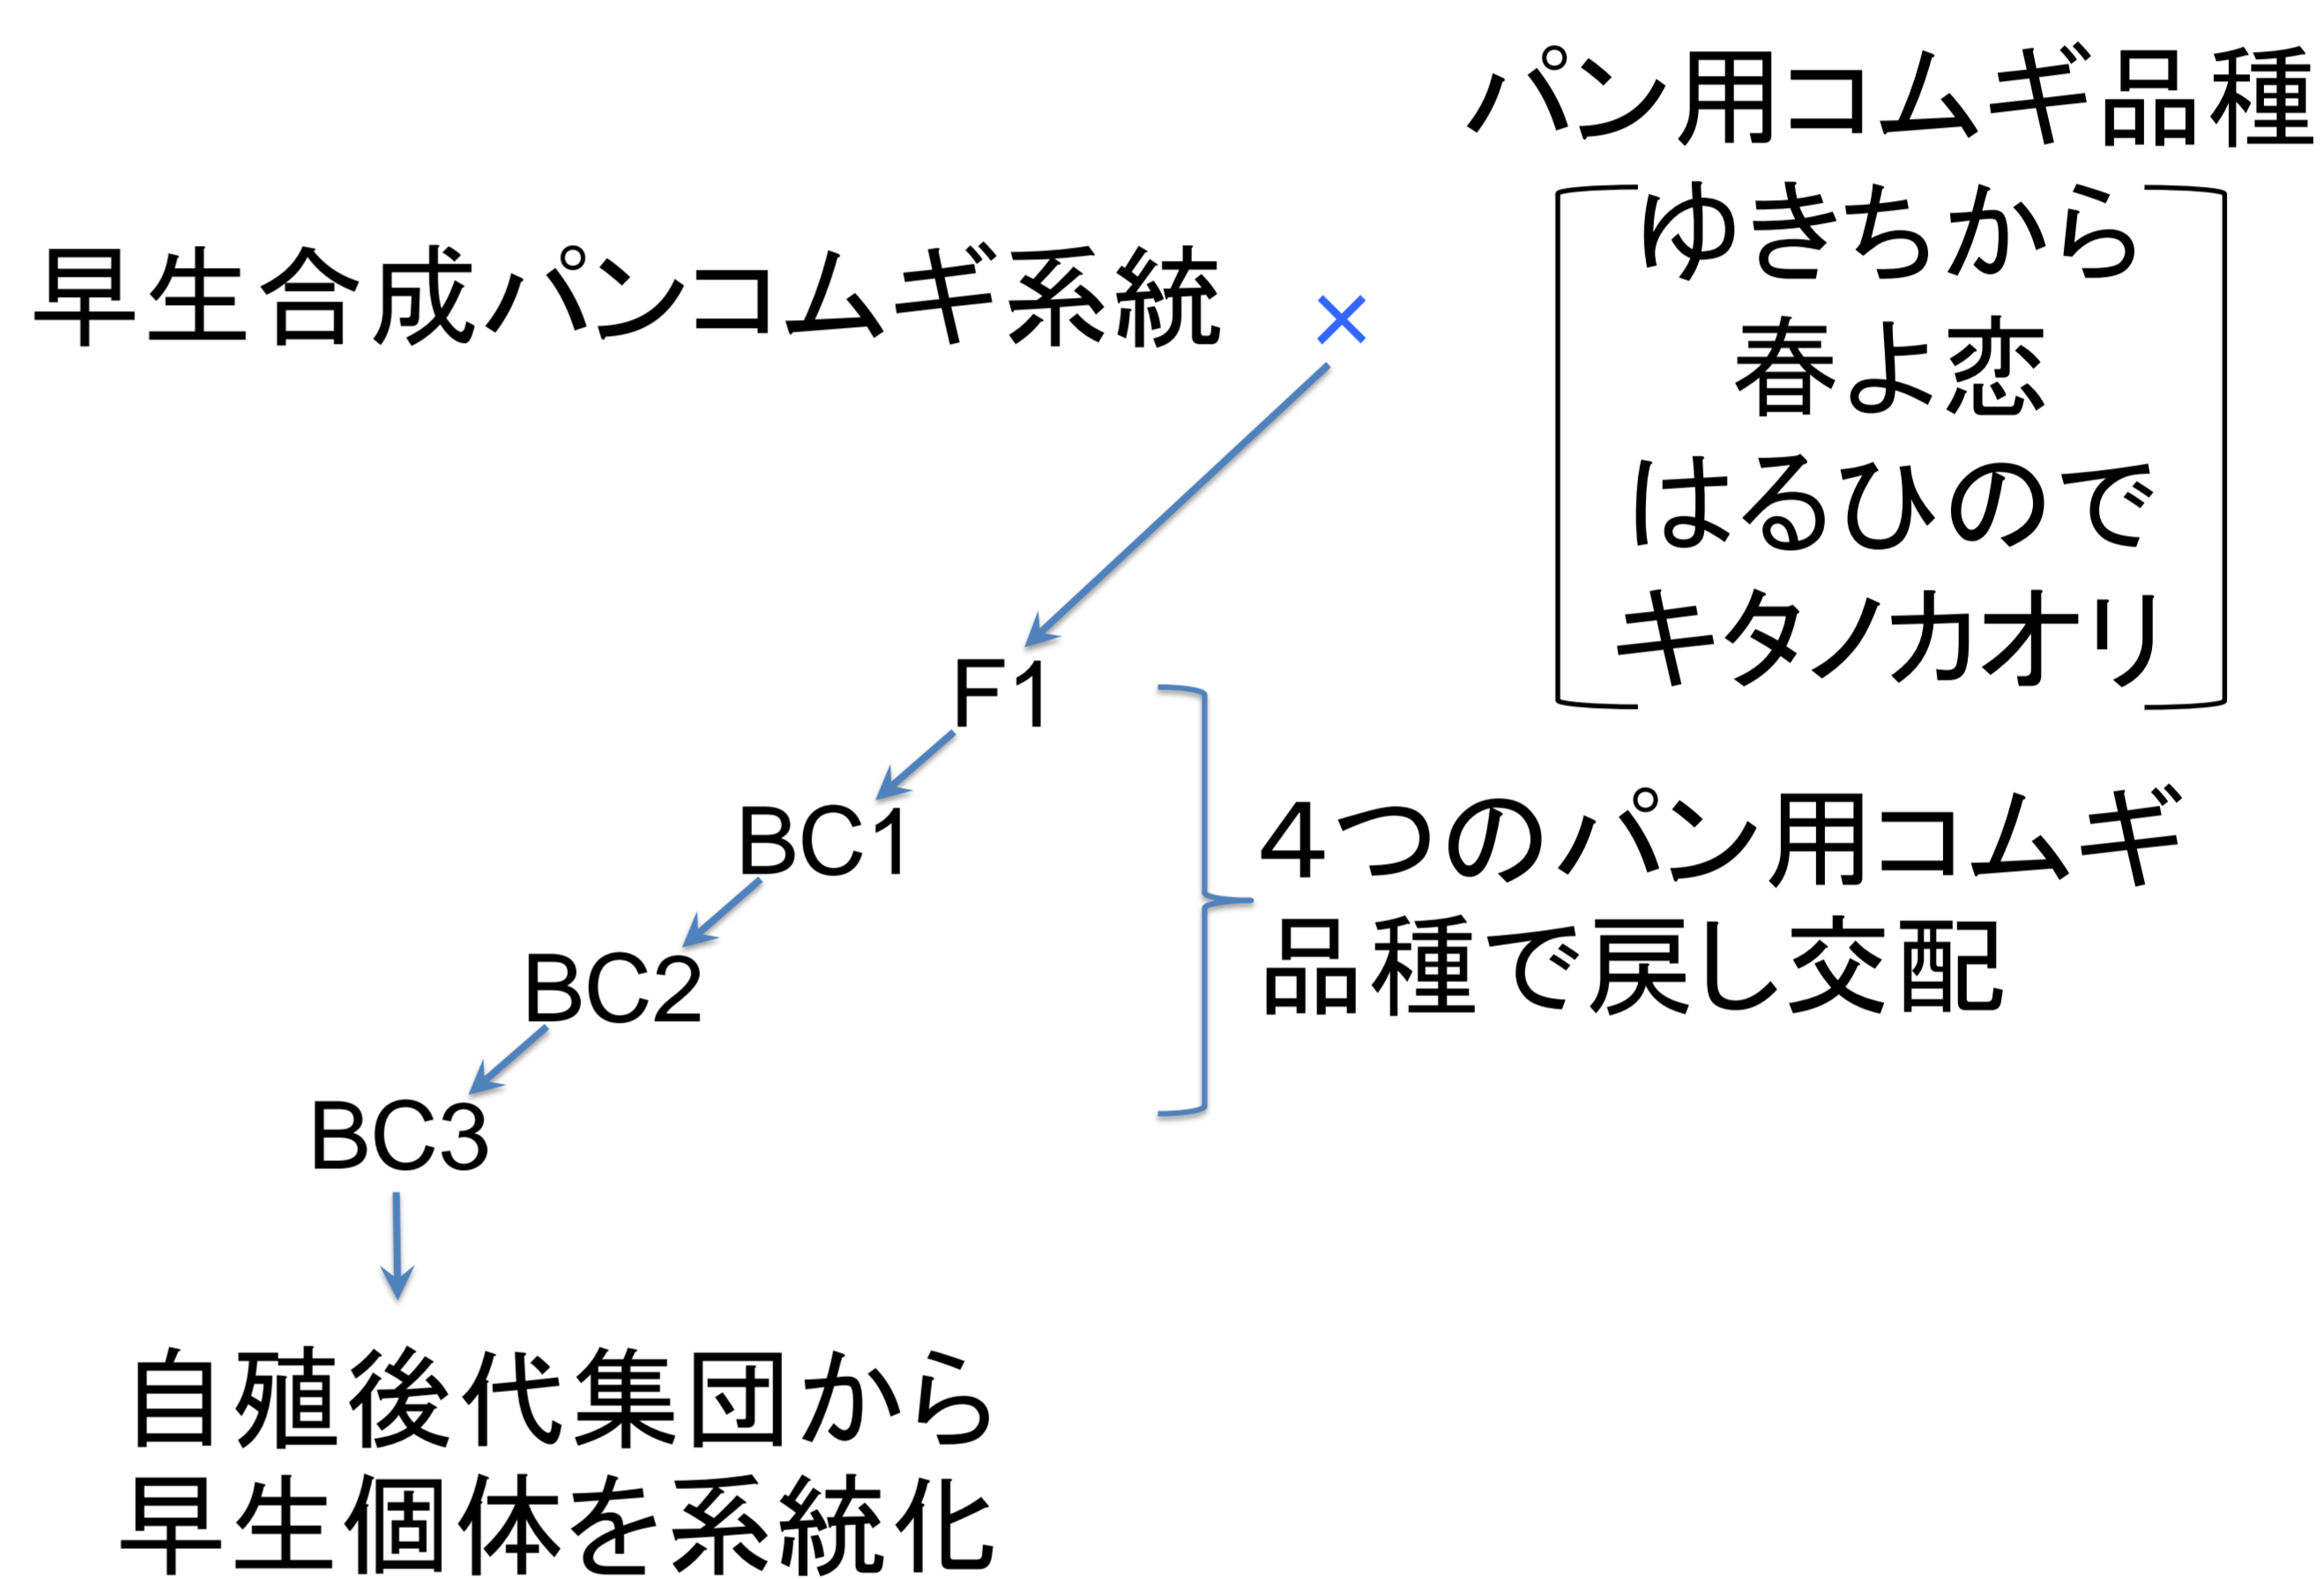 パン用コムギ品種
ゆきちから
早生合成パンコムギ系統 ×
春よ恋
はるひので
キタノカオリ
F1
BC1
4つのパン用コムギ
品種で戻し交配
BC2
BC3
自殖後代集団から
早生個体を系統化